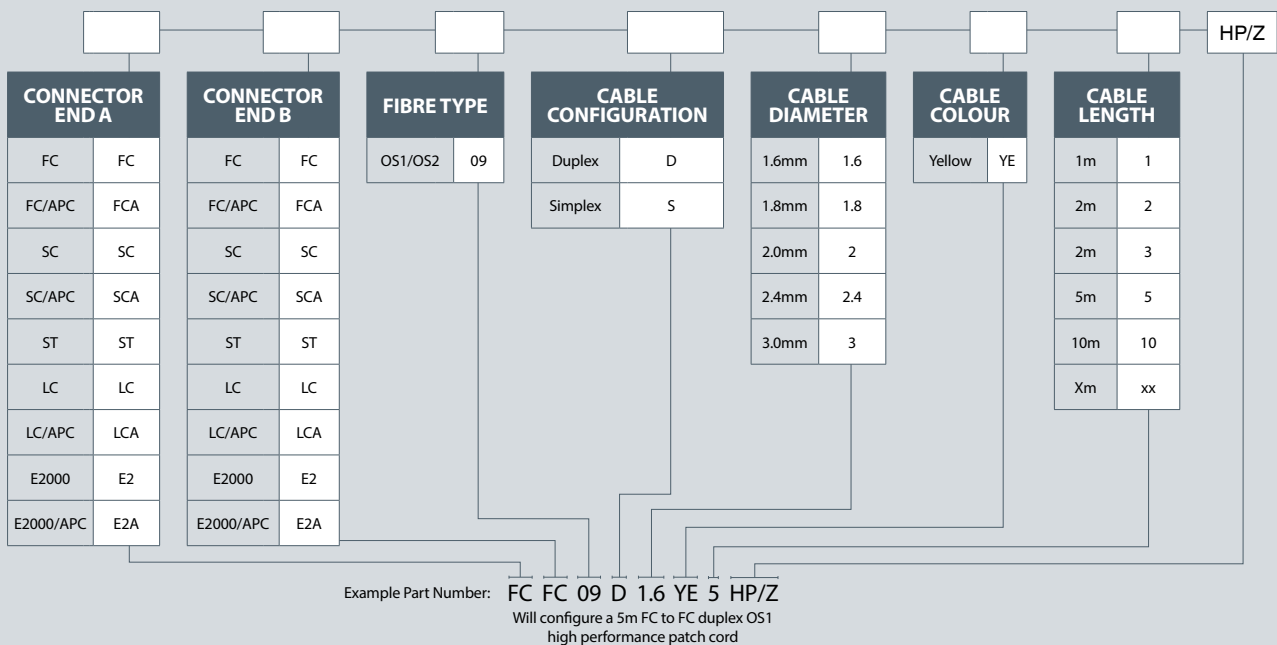 HP/Z
CONNECTOR
END A
FC FC
FC/APC FCA
SC SC
SC/APC SCA
ST ST
LC LC
LC/APC LCA
E2000 E2
E2000/APC E2A
CONNECTOR
END B
FC FC
FC/APC FCA
SC SC
SC/APC SCA
ST ST
LC LC
LC/APC LCA
E2000 E2
E2000/APC E2A
FIBRE TYPE
OS1/OS2 09
CABLE
CONFIGURATION
Duplex D
Simplex S
CABLE
DIAMETER
1.6mm 1.6
1.8mm 1.8
2.0mm 2
2.4mm 2.4
3.0mm 3
CABLE
COLOUR
Yellow YE
CABLE
LENGTH
1m 1
2m 2
2m 3
5m 5
10m 10
Xm xx
Example Part Number: FC FC 09 D 1.6 YE 5 HP/Z
Will configure a 5m FC to FC duplex OS1
high performance patch cord